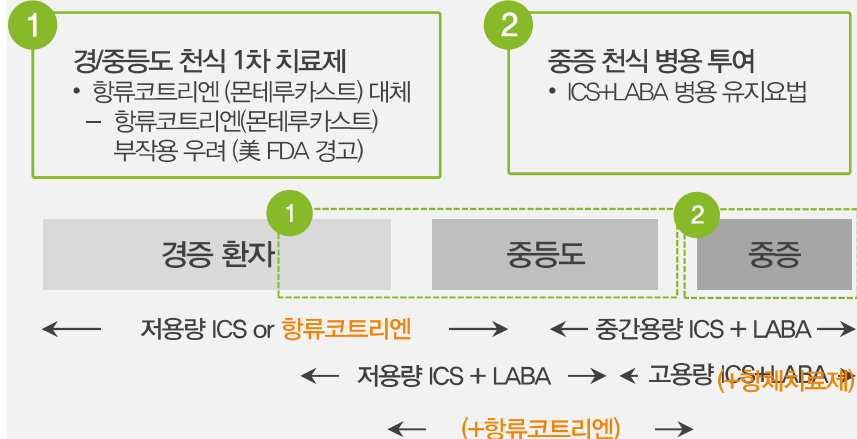 1
경/중등도 천식 1차 치료제
• 항류코트리엔 (몬테루카스트) 대체
– 항류코트리엔(몬테루카스트)
부작용 우려 (美 FDA 경고)
2
중증 천식 병용 투여
• ICS+LABA 병용 유지요법
1
2
경증 환자
중등도
중증
저용량 ICS or 항류코트리엔
중간용량 ICS + LABA
저용량 ICS + LABA
고용량 ICS+LABA
(+항체치료제)
(+항류코트리엔)